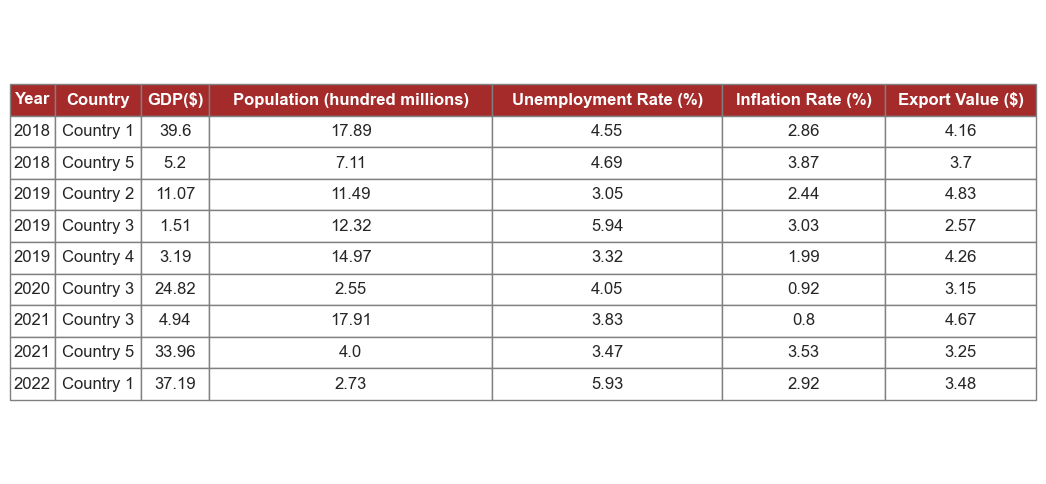 Year Country GDP($) Population (hundred millions) Unemployment Rate (%) Inflation Rate (%) Export Value ($)
2018 Country 1 39.6 17.89 4.55 2.86 4.16
2018 Country 5 5.2 7.11 4.69 3.87 3.7
2019 Country 2 11.07 11.49 3.05 2.44 4.83
2019 Country 3 1.51 12.32 5.94 3.03 2.57
2019 Country 4 3.19 14.97 3.32 1.99 4.26
2020 Country 3 24.82 2.55 4.05 0.92 3.15
2021 Country 3 4.94 17.91 3.83 0.8 4.67
2021 Country 5 33.96 4.0 3.47 3.53 3.25
2022 Country 1 37.19 2.73 5.93 2.92 3.48